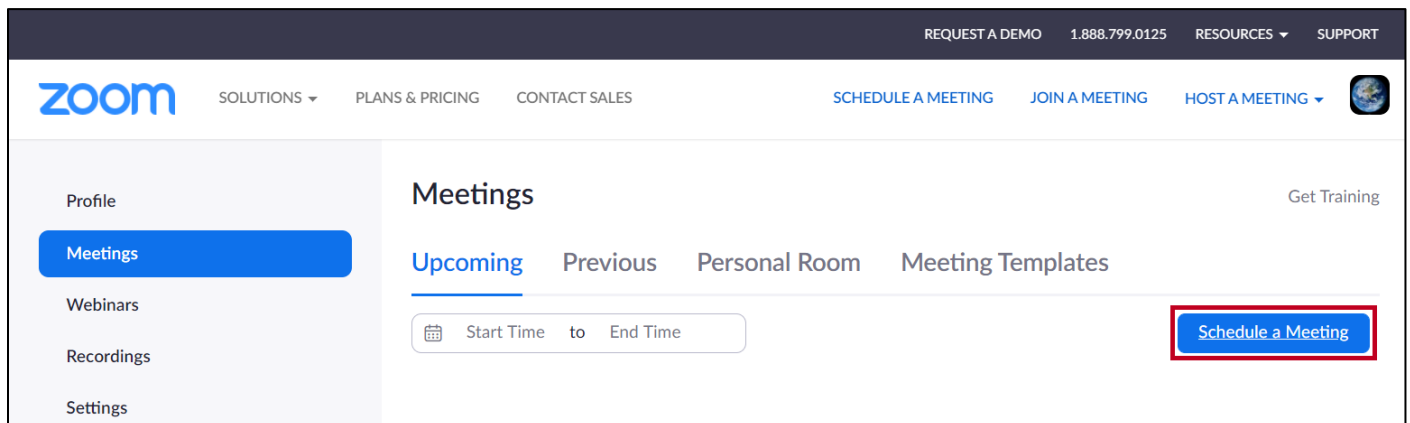 REQUEST A DEMO 1.888.799.0125 RESOURCES SUPPORT
zoom SOLUTIONS PLANS & PRICING CONTACT SALES SCHEDULE A MEETING JOIN A MEETING HOST A MEETING
Profile
Meetings
Webinars
Recordings
Settings
Meetings
Get Training
Upcoming Previous Personal Room Meeting Templates
Start Time to End Time
Schedule a Meeting